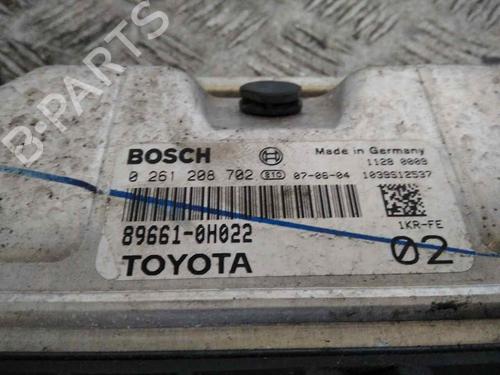 B-PARTS
BOSCH
Made in Germany
1128 0009
0 261 208 702 810 07-06-04 1039S12537
89661-0H022
1KR-FE
TOYOTA
02